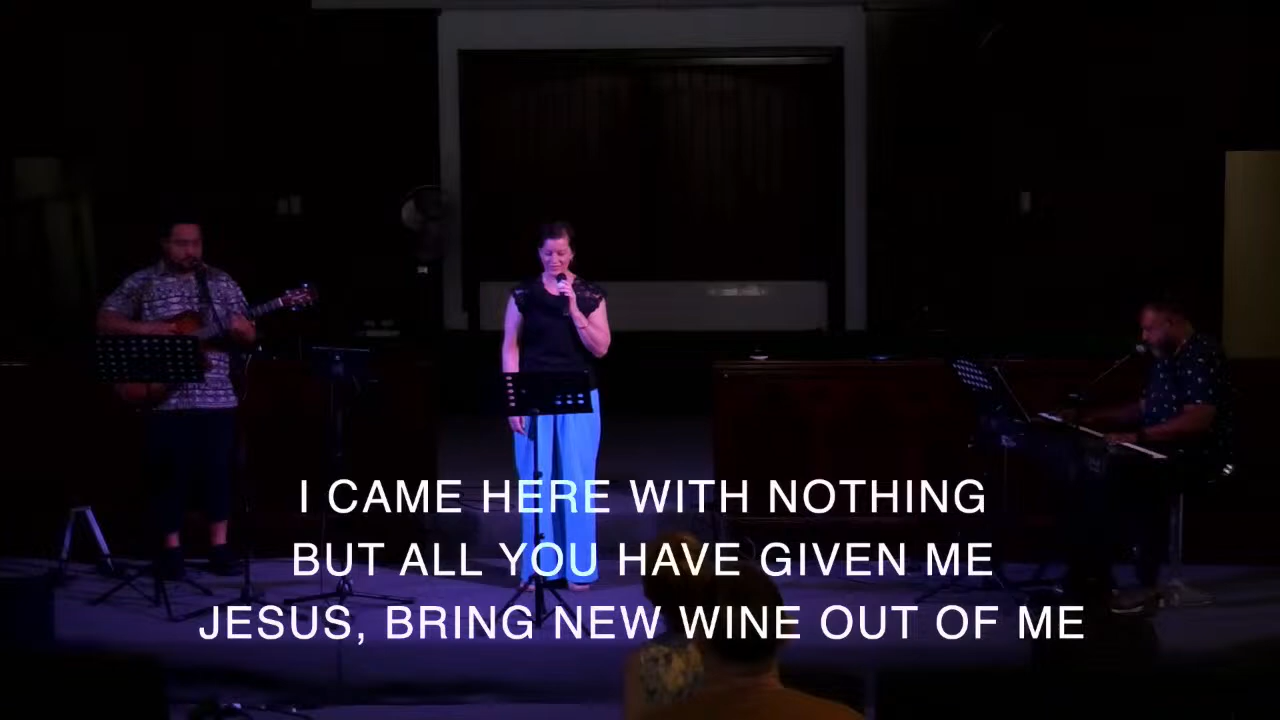 I CAME HERE WITH NOTHING
BUT ALL YOU HAVE GIVEN ME
JESUS, BRING NEW WINE OUT OF ME